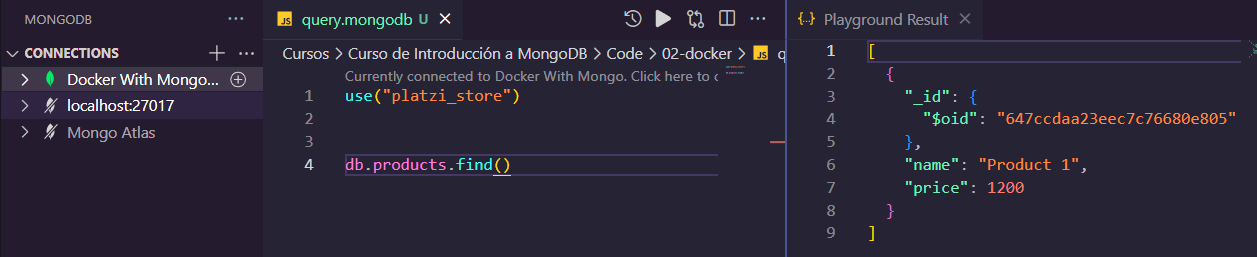 MONGODB ···
CONNECTIONS + ···
Docker With Mongo...
localhost:27017
Mongo Atlas
JS query.mongodb U × ···
Cursos > Curso de Introducción a MongoDB > Code > 02-docker > JS q
Currently connected to Docker With Mongo. Click here to c
1 use("platzi_store")
2
3
4 db.products.find()
{··} Playground Result ×
1 [
2 {
3 "_id": {
4 "$oid": "647ccdaa23eec7c76680e805"
5 },
6 "name": "Product 1",
7 "price": 1200
8 }
9 ]